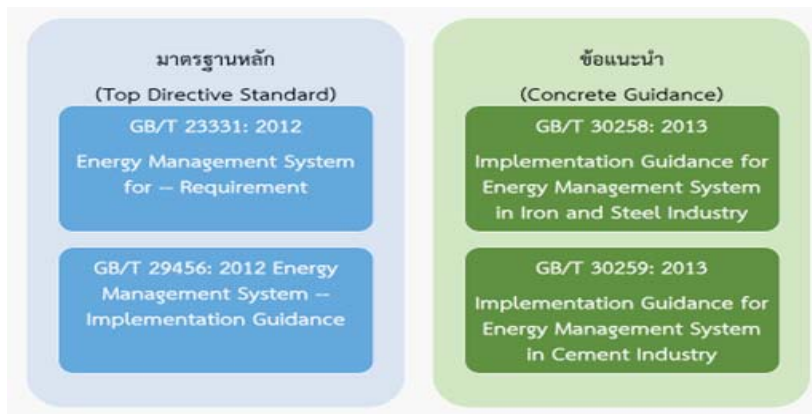 มาตรฐานหลัก
(Top Directive Standard)
GB/T 23331: 2012
Energy Management System
for -- Requirement
GB/T 29456: 2012 Energy
Management System --
Implementation Guidance
ข้อแนะนำ
(Concrete Guidance)
GB/T 30258: 2013
Implementation Guidance for
Energy Management System
in Iron and Steel Industry
GB/T 30259: 2013
Implementation Guidance for
Energy Management System
in Cement Industry